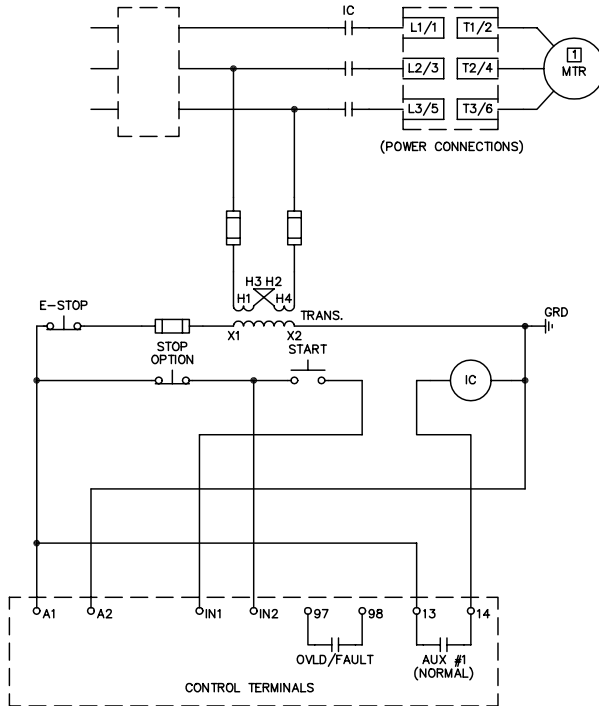 IC
L1/1 T1/2
1
MTR
L2/3 T2/4
L3/5 T3/6
(POWER CONNECTIONS)
H3 H2
H1 H4
E-STOP
TRANS.
GRD
X1 X2
STOP
OPTION
START
IC
A1 A2 IN1 IN2 97 98 13 14
OVLD/FAULT
AUX #1
(NORMAL)
CONTROL TERMINALS